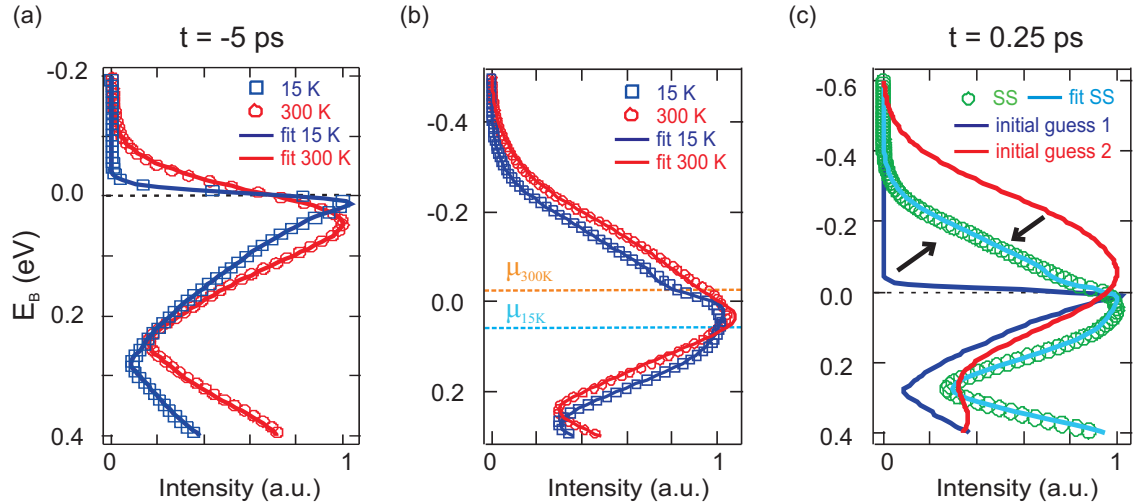 (a)
t = -5 ps
(b)
(c)
t = 0.25 ps
E_B (eV)
-0.2
0.0
0.2
0.4
15 K
300 K
fit 15 K
fit 300 K
0
1
Intensity (a.u.)
-0.4
-0.2
0.0
0.2
15 K
300 K
fit 15 K
fit 300 K
μ300K
μ15K
0
1
Intensity (a.u.)
-0.6
-0.4
-0.2
0.0
0.2
0.4
SS fit SS
initial guess 1
initial guess 2
0
1
Intensity (a.u.)